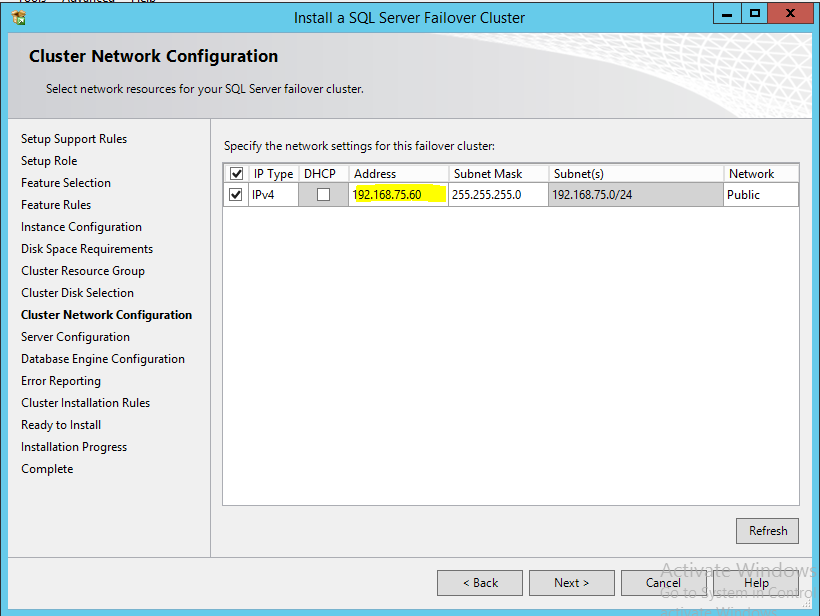 Install a SQL Server Failover Cluster
Cluster Network Configuration
Select network resources for your SQL Server failover cluster.
Setup Support Rules
Setup Role
Feature Selection
Feature Rules
Instance Configuration
Disk Space Requirements
Cluster Resource Group
Cluster Disk Selection
Cluster Network Configuration
Server Configuration
Database Engine Configuration
Error Reporting
Cluster Installation Rules
Ready to Install
Installation Progress
Complete
Specify the network settings for this failover cluster:
IP Type DHCP Address Subnet Mask Subnet(s) Network
IPv4 192.168.75.60 255.255.255.0 192.168.75.0/24 Public
Refresh
< Back Next > Cancel Help
Activate Windows
Go to System in Contro